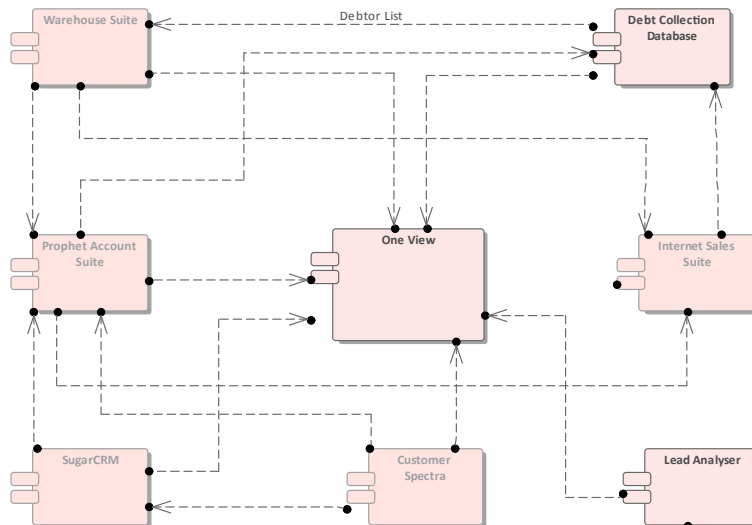 Warehouse Suite
Debtor List
Debt Collection
Database
Prophet Account
Suite
One View
Internet Sales
Suite
SugarCRM
Customer
Spectra
Lead Analyser